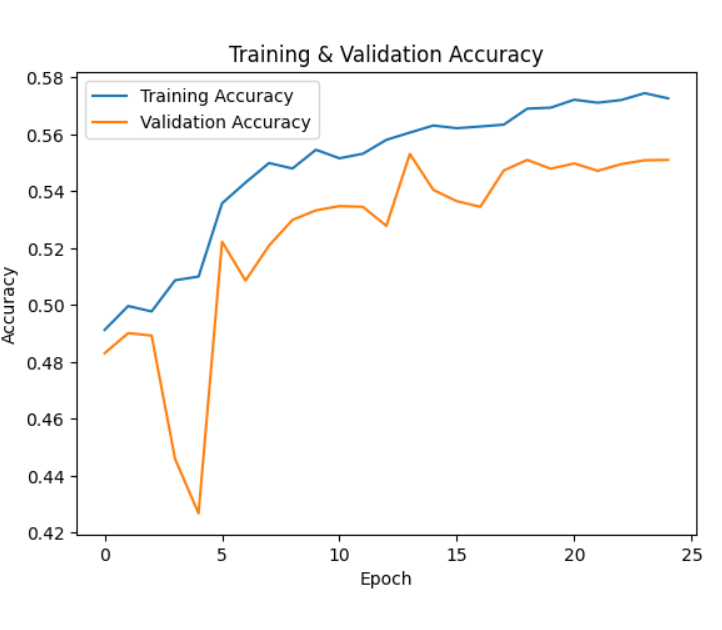 Training & Validation Accuracy
0.58
0.56
0.54
0.52
0.50
0.48
0.46
0.44
0.42
Accuracy
Training Accuracy
Validation Accuracy
0 5 10 15 20 25
Epoch